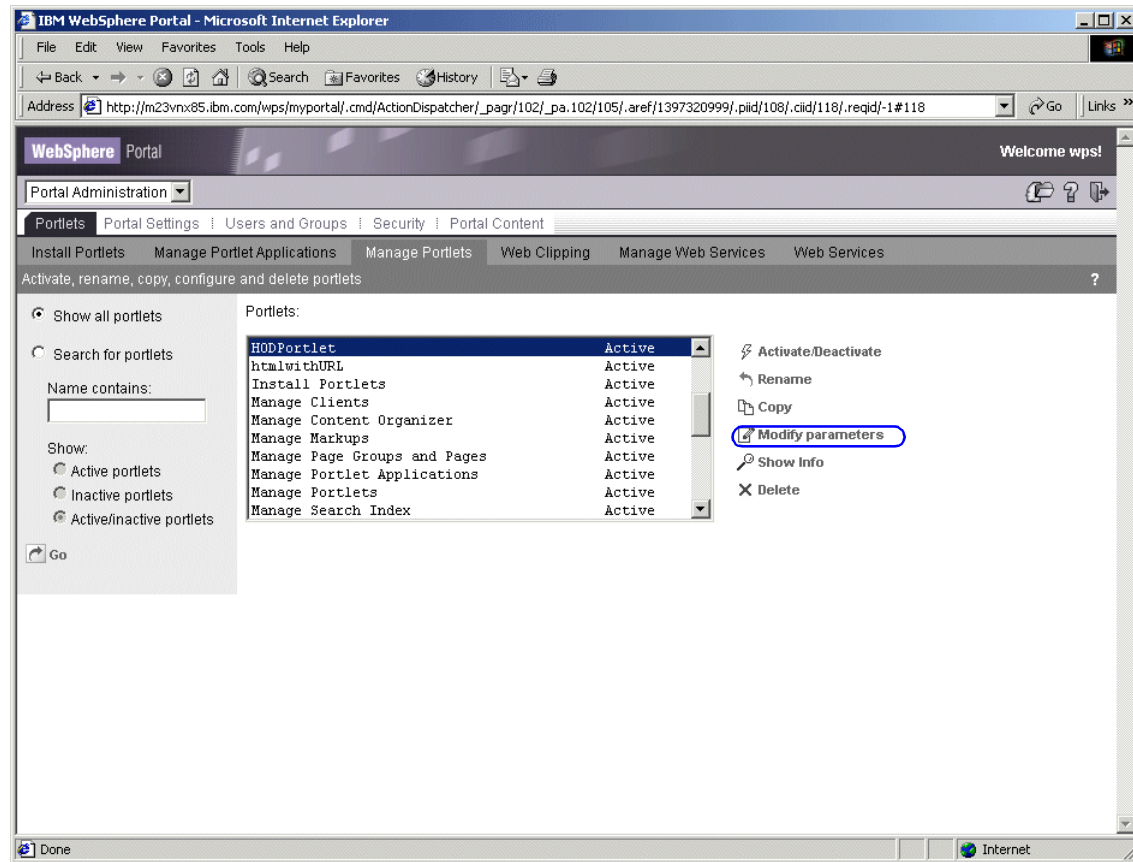 IBM WebSphere Portal - Microsoft Internet Explorer
File Edit View Favorites Tools Help
Back Search Favorites History
Address http://m23vnx85.ibm.com/wps/myportal/.cmd/ActionDispatcher/_pagr/102/_pa.102/105/.aref/1397320999/.piid/108/.ciid/118/.reqid/-1#118 Go Links »
WebSphere Portal Welcome wps!
Portal Administration
Portlets Portal Settings Users and Groups Security Portal Content
Install Portlets Manage Portlet Applications Manage Portlets Web Clipping Manage Web Services Web Services
Activate, rename, copy, configure and delete portlets ?
Show all portlets
Search for portlets
Name contains:
Show:
Active portlets
Inactive portlets
Active/inactive portlets
Go
Portlets:
HODPortlet Active
htmlwithURL Active
Install Portlets Active
Manage Clients Active
Manage Content Organizer Active
Manage Markups Active
Manage Page Groups and Pages Active
Manage Portlet Applications Active
Manage Portlets Active
Manage Search Index Active
Activate/Deactivate
Rename
Copy
Modify parameters
Show Info
Delete
Done Internet